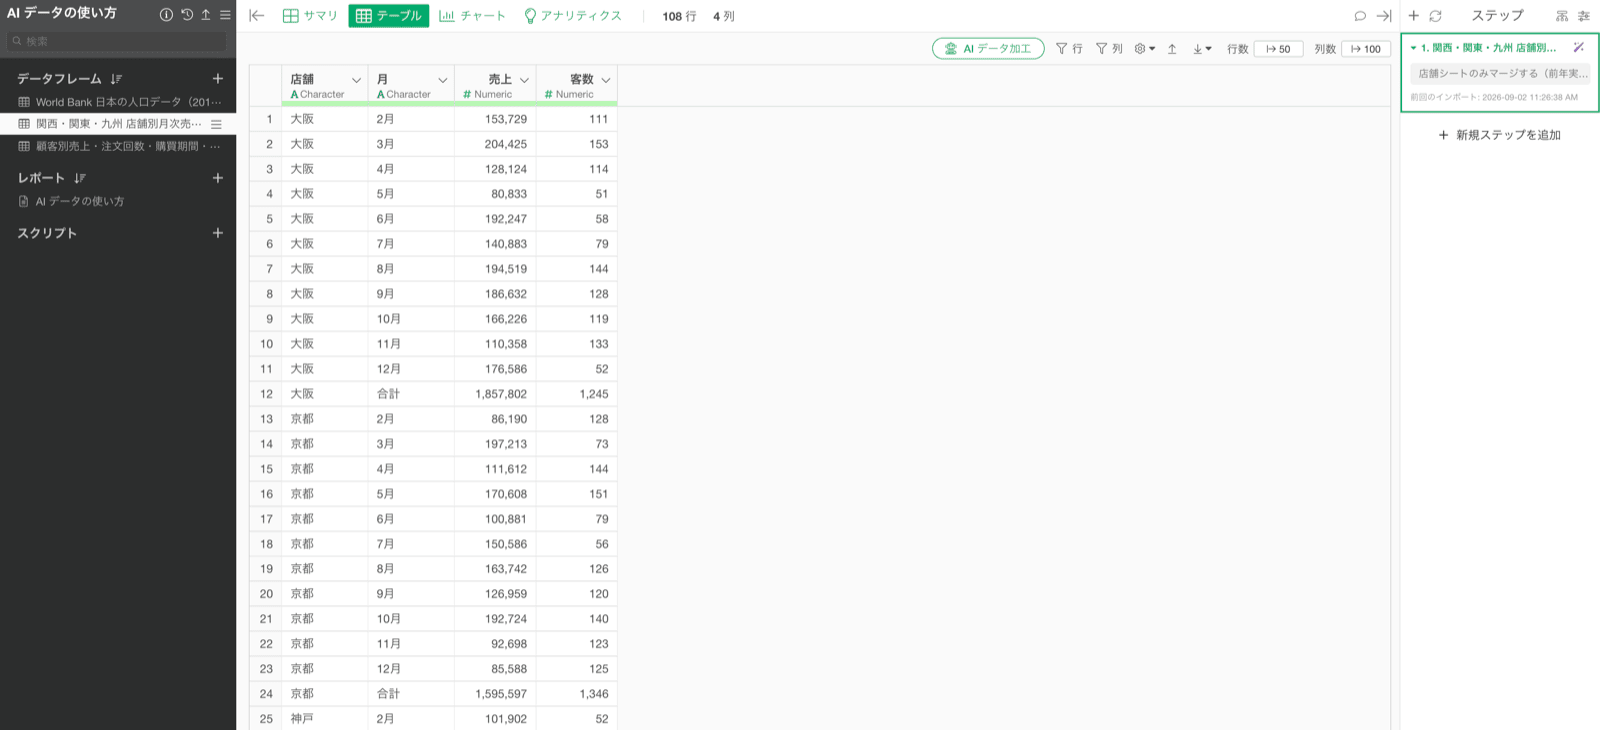 AI データの使い方
検索
データフレーム
World Bank 日本の人口データ（201…
関西・関東・九州 店舗別月次売…
顧客別売上・注文回数・購買期間・…
レポート
AI データの使い方
スクリプト
サマリ テーブル チャート アナリティクス 108 行 4 列
AI データ加工 行 列 行数 50 列数 100
店舗 月 売上 客数
A Character A Character # Numeric # Numeric
1 大阪 2月 153,729 111
2 大阪 3月 204,425 153
3 大阪 4月 128,124 114
4 大阪 5月 80,833 51
5 大阪 6月 192,247 58
6 大阪 7月 140,883 79
7 大阪 8月 194,519 144
8 大阪 9月 186,632 128
9 大阪 10月 166,226 119
10 大阪 11月 110,358 133
11 大阪 12月 176,586 52
12 大阪 合計 1,857,802 1,245
13 京都 2月 86,190 128
14 京都 3月 197,213 73
15 京都 4月 111,612 144
16 京都 5月 170,608 151
17 京都 6月 100,881 79
18 京都 7月 150,586 56
19 京都 8月 163,742 126
20 京都 9月 126,959 120
21 京都 10月 192,724 140
22 京都 11月 92,698 123
23 京都 12月 85,588 125
24 京都 合計 1,595,597 1,346
25 神戸 2月 101,902 52
ステップ
1. 関西・関東・九州 店舗別…
店舗シートのみマージする（前年実…
前回のインポート: 2026-09-02 11:26:38 AM
新規ステップを追加